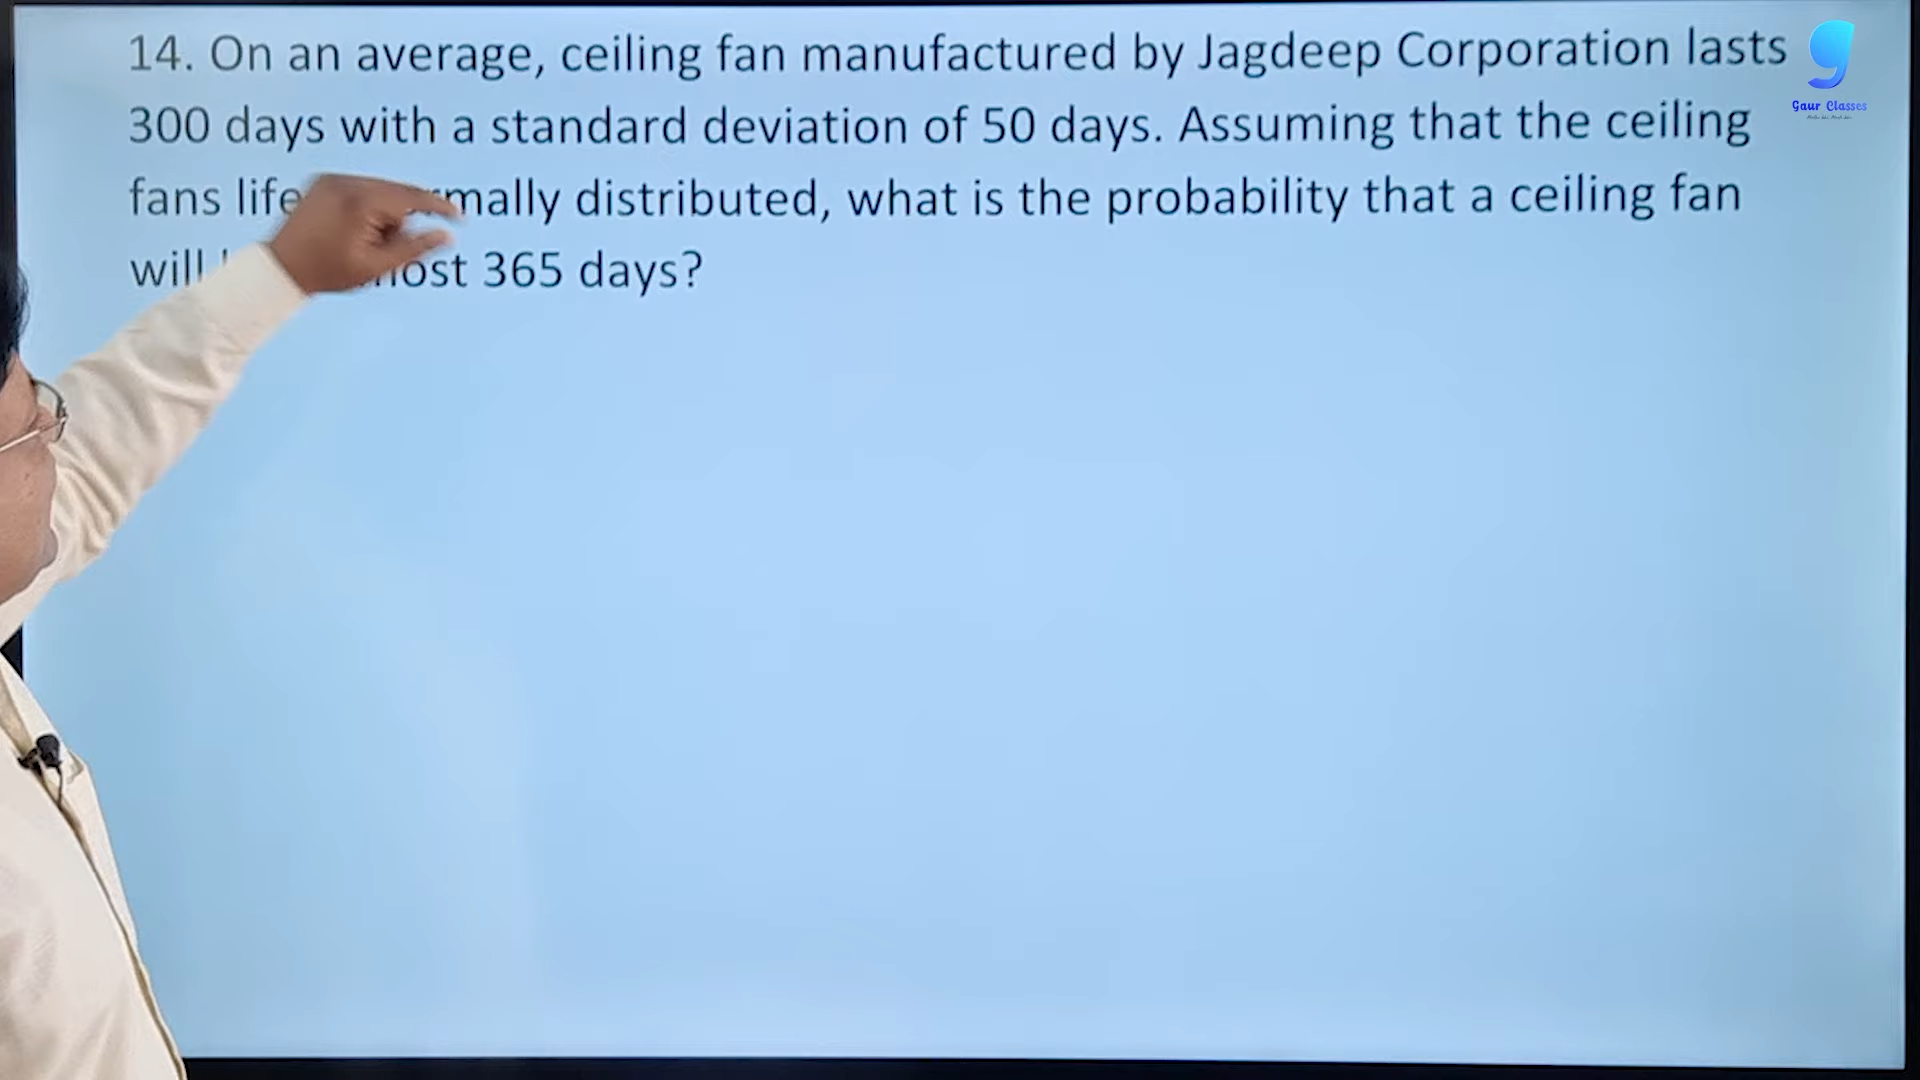 14. On an average, ceiling fan manufactured by Jagdeep Corporation lasts
300 days with a standard deviation of 50 days. Assuming that the ceiling
fans life distributed, what is the probability that a ceiling fan
will 365 days?
Gaur Classes